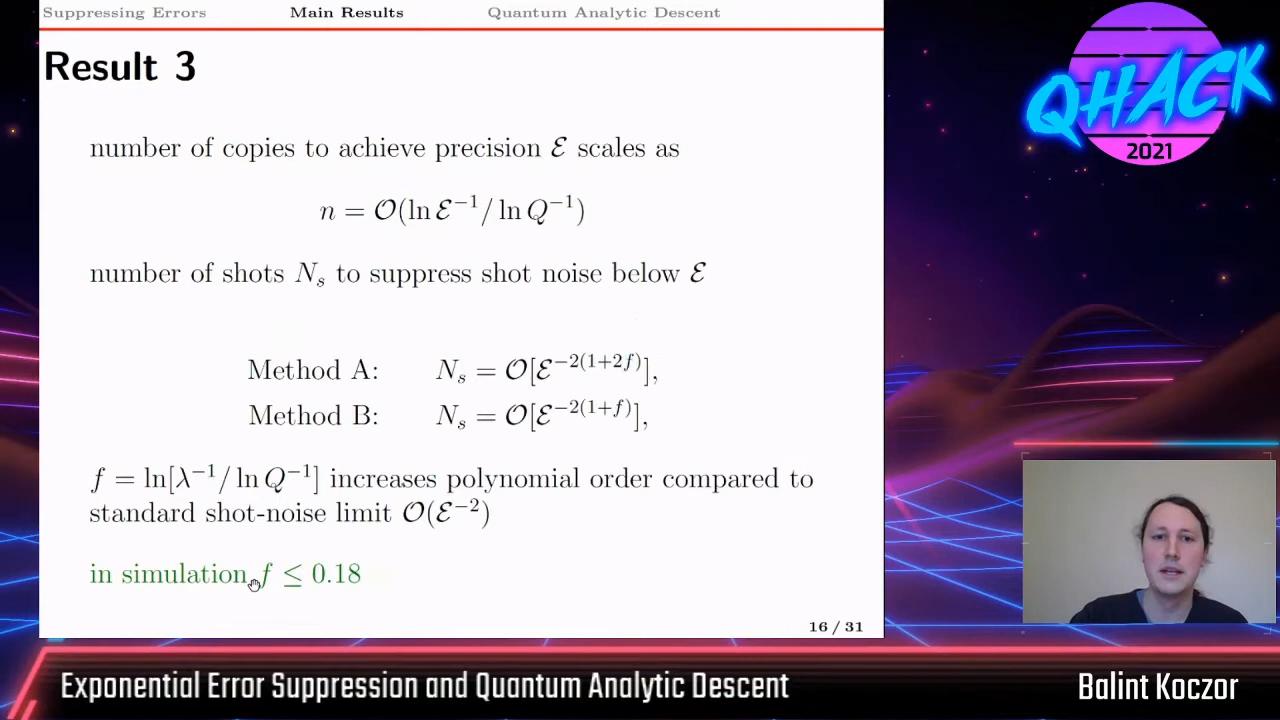 Suppressing Errors Main Results Quantum Analytic Descent
Result 3
number of copies to achieve precision ℰ scales as
n = 𝒪(ln ℰ⁻¹/ ln Q⁻¹)
number of shots Nₛ to suppress shot noise below ℰ
Method A: Nₛ = 𝒪[ℰ^{−2(1+2f)}],
Method B: Nₛ = 𝒪[ℰ^{−2(1+f)}],
f = ln[λ⁻¹/ ln Q⁻¹] increases polynomial order compared to
standard shot-noise limit 𝒪(ℰ⁻²)
in simulation f ≤ 0.18
16 / 31
QHACK
2021
Exponential Error Suppression and Quantum Analytic Descent
Balint Koczor